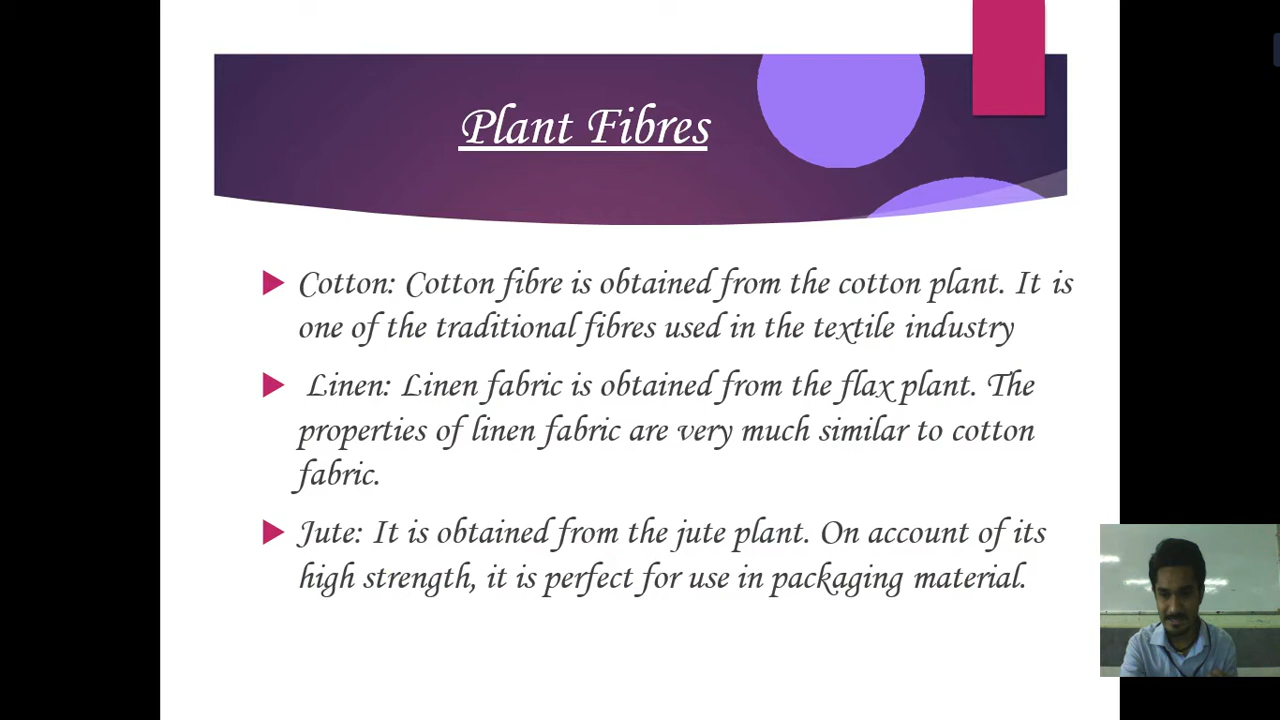 Plant Fibres
Cotton: Cotton fibre is obtained from the cotton plant. It is
one of the traditional fibres used in the textile industry
Linen: Linen fabric is obtained from the flax plant. The
properties of linen fabric are very much similar to cotton
fabric.
Jute: It is obtained from the jute plant. On account of its
high strength, it is perfect for use in packaging material.